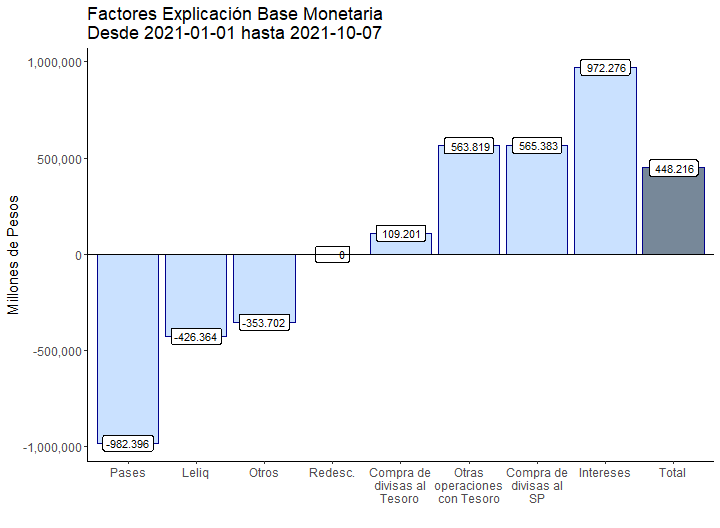 Factores Explicación Base Monetaria
Desde 2021-01-01 hasta 2021-10-07
Millones de Pesos
1,000,000
500,000
0
-500,000
-1,000,000
-982.396
-426.364
-353.702
0
109.201
563.819
565.383
972.276
448.216
Pases
Leliq
Otros
Redesc.
Compra de
divisas al
Tesoro
Otras
operaciones
con Tesoro
Compra de
divisas al
SP
Intereses
Total